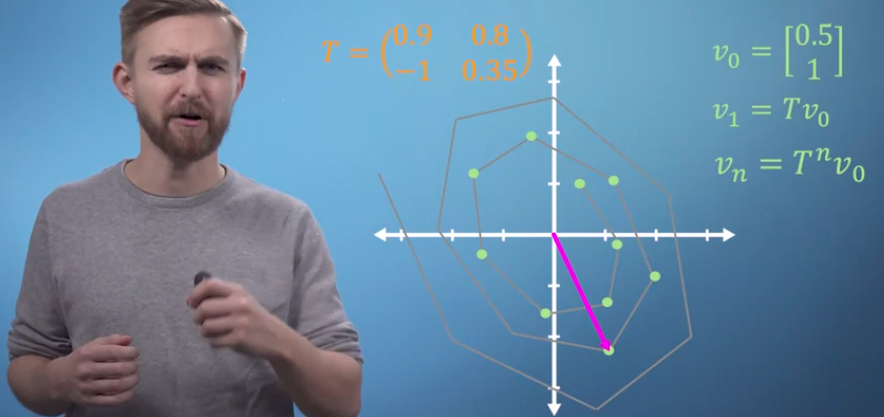 T = (0.9 0.8
−1 0.35)
v₀ = [0.5
1]
v₁ = Tv₀
vₙ = Tⁿv₀